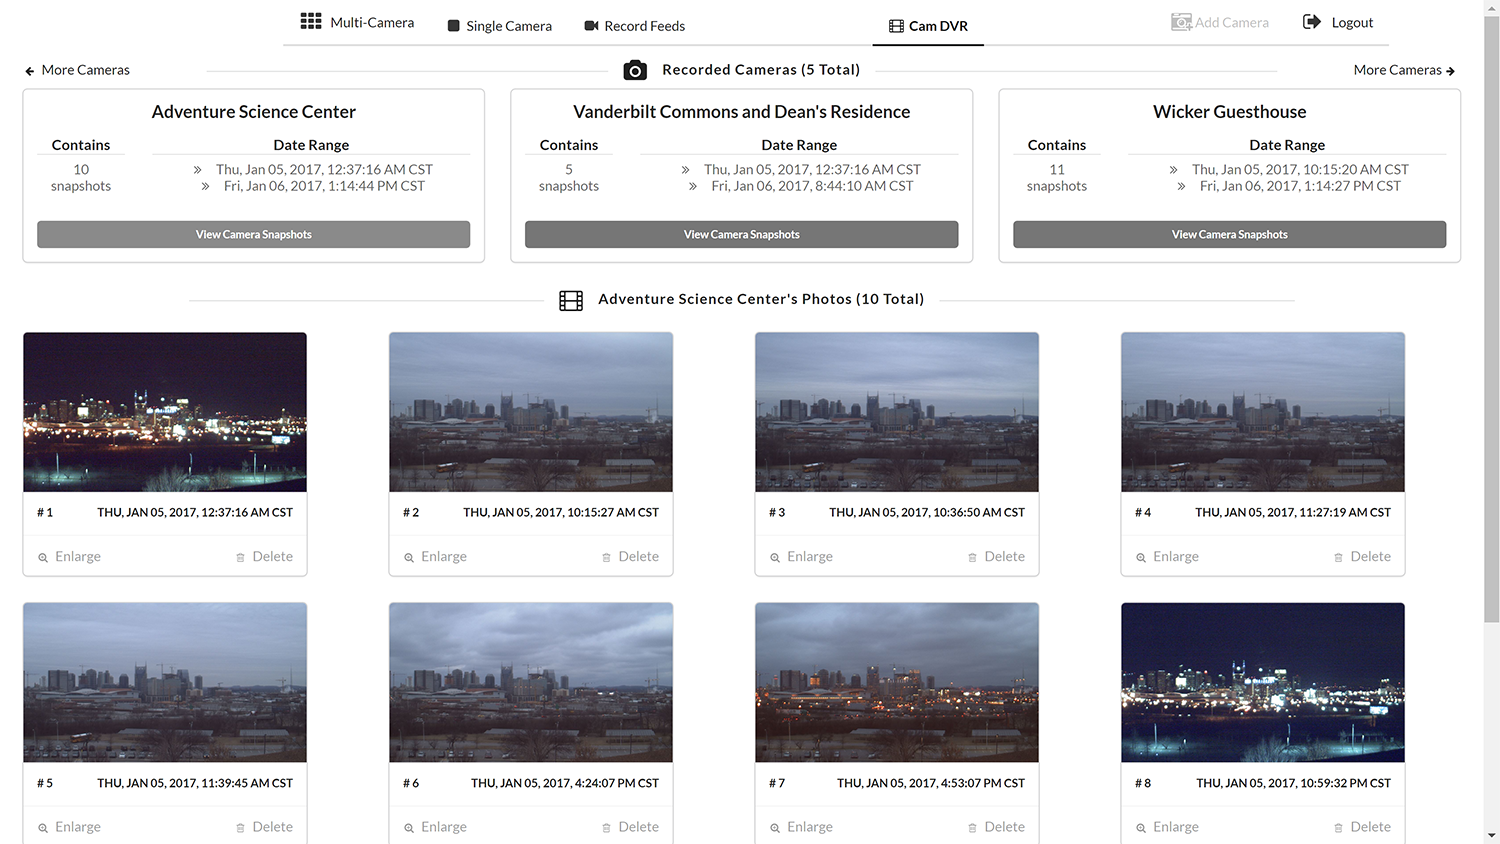 Multi-Camera
Single Camera
Record Feeds
Cam DVR
Add Camera
Logout
More Cameras
Recorded Cameras (5 Total)
More Cameras
Adventure Science Center
Contains
Date Range
10
snapshots
Thu, Jan 05, 2017, 12:37:16 AM CST
Fri, Jan 06, 2017, 1:14:44 PM CST
View Camera Snapshots
Vanderbilt Commons and Dean's Residence
Contains
Date Range
5
snapshots
Thu, Jan 05, 2017, 12:37:16 AM CST
Fri, Jan 06, 2017, 8:44:10 AM CST
View Camera Snapshots
Wicker Guesthouse
Contains
Date Range
11
snapshots
Thu, Jan 05, 2017, 10:15:20 AM CST
Fri, Jan 06, 2017, 1:14:27 PM CST
View Camera Snapshots
Adventure Science Center's Photos (10 Total)
# 1 THU, JAN 05, 2017, 12:37:16 AM CST
Enlarge Delete
# 2 THU, JAN 05, 2017, 10:15:27 AM CST
Enlarge Delete
# 3 THU, JAN 05, 2017, 10:36:50 AM CST
Enlarge Delete
# 4 THU, JAN 05, 2017, 11:27:19 AM CST
Enlarge Delete
# 5 THU, JAN 05, 2017, 11:39:45 AM CST
Enlarge Delete
# 6 THU, JAN 05, 2017, 4:24:07 PM CST
Enlarge Delete
# 7 THU, JAN 05, 2017, 4:53:07 PM CST
Enlarge Delete
# 8 THU, JAN 05, 2017, 10:59:32 PM CST
Enlarge Delete